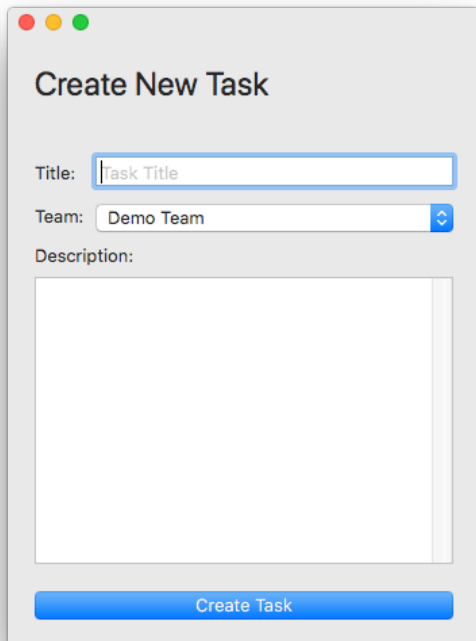 Create New Task
Title: Task Title
Team: Demo Team
Description:
Create Task